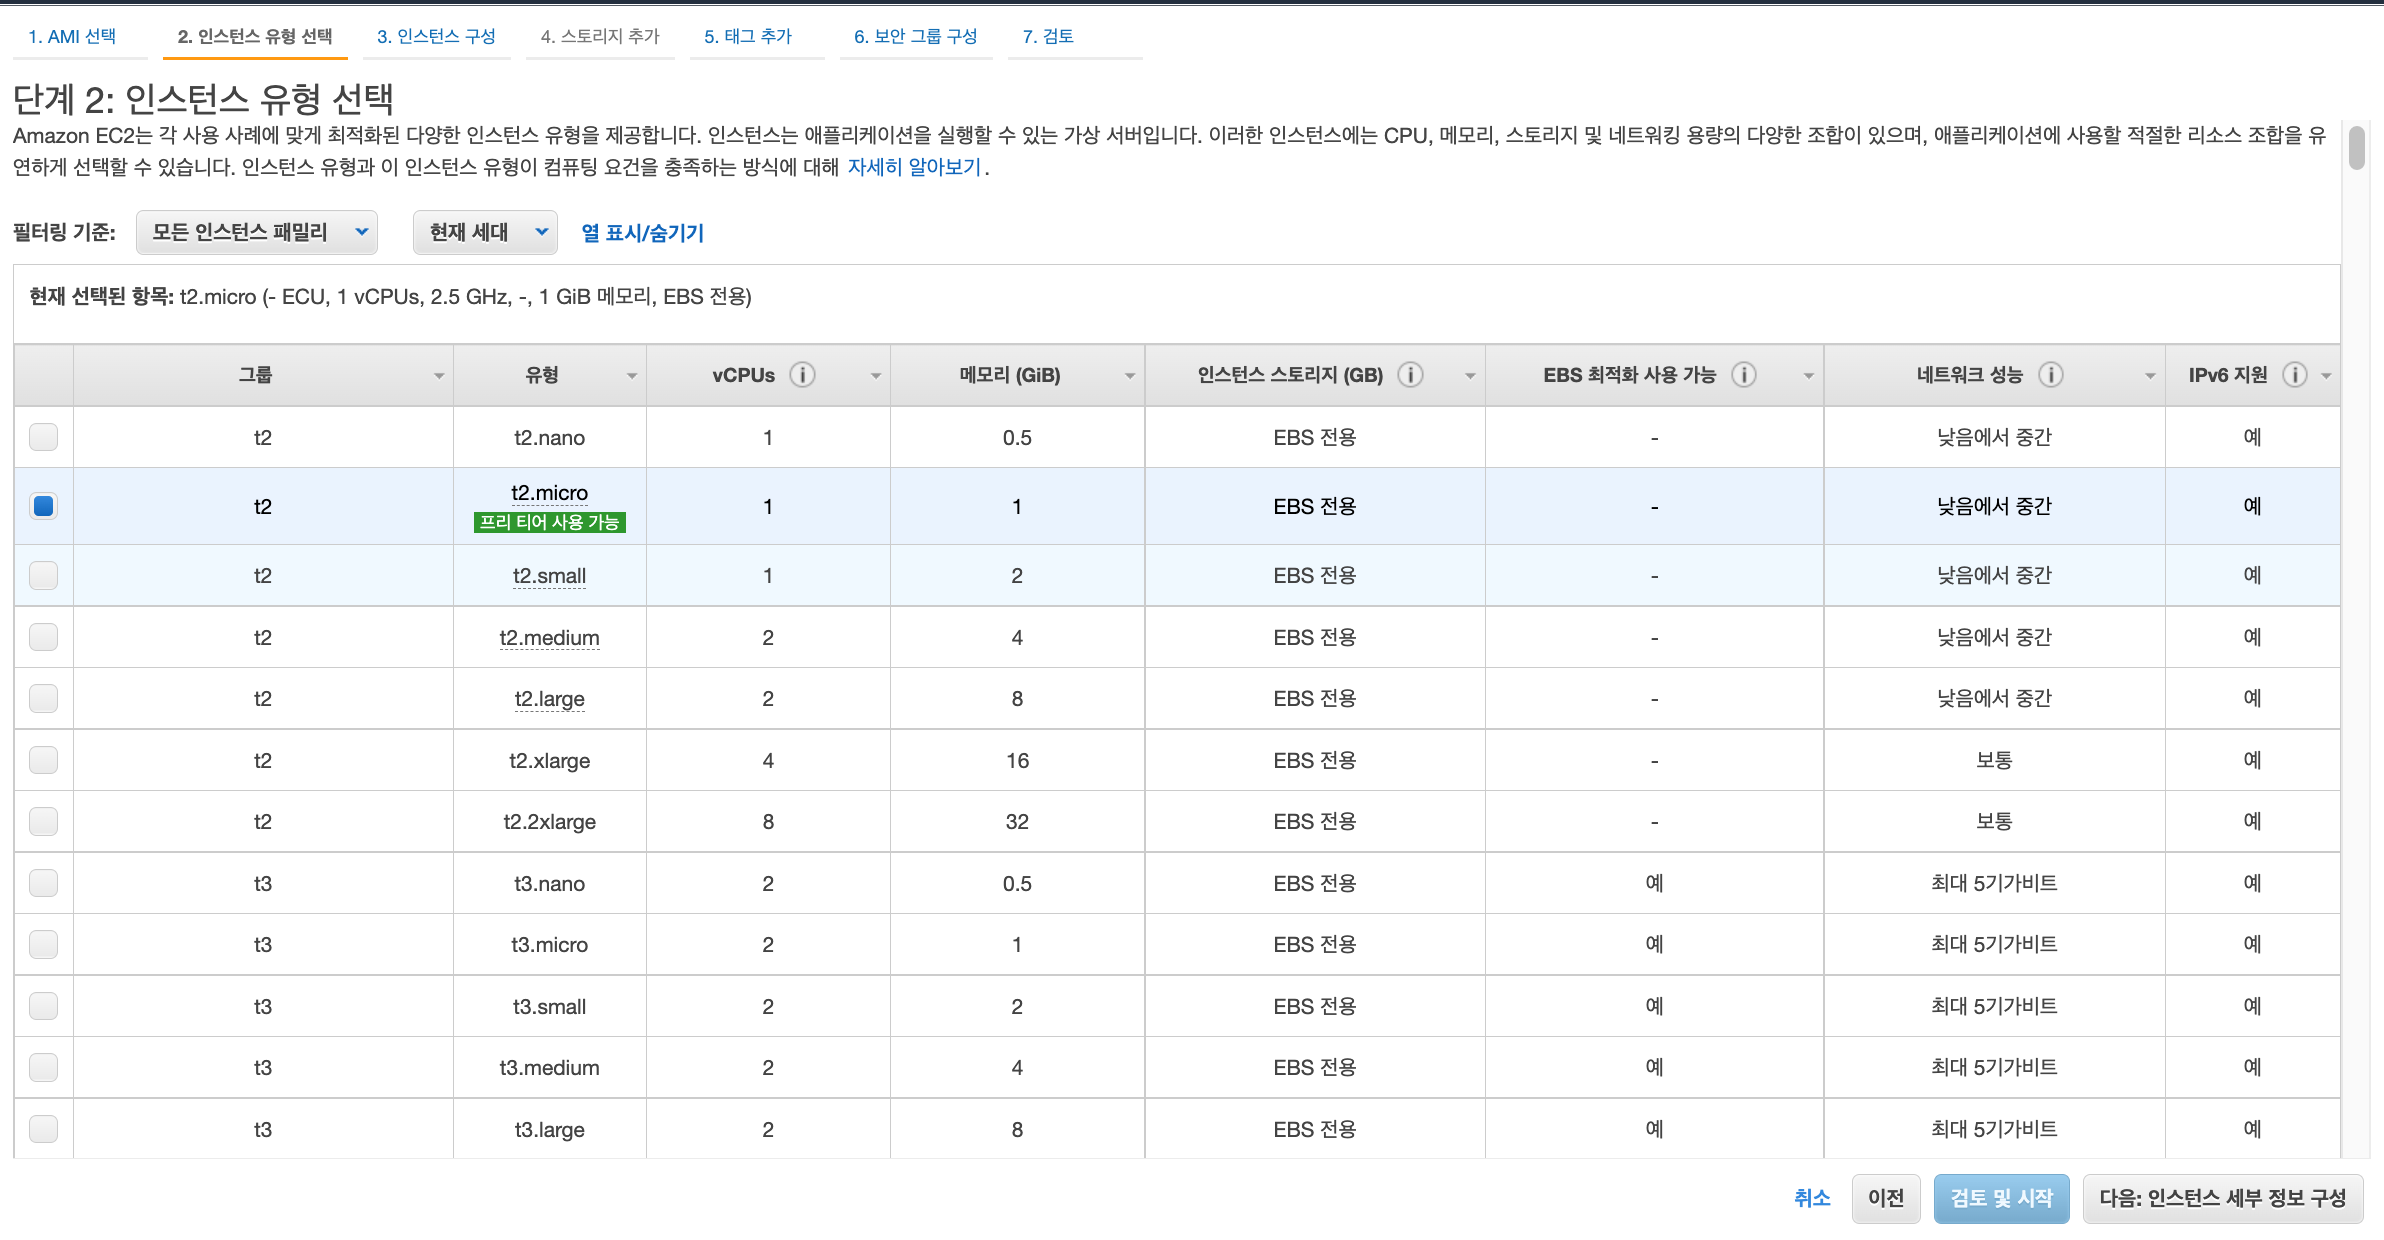 1. AMI 선택 2. 인스턴스 유형 선택 3. 인스턴스 구성 4. 스토리지 추가 5. 태그 추가 6. 보안 그룹 구성 7. 검토
단계 2: 인스턴스 유형 선택
Amazon EC2는 각 사용 사례에 맞게 최적화된 다양한 인스턴스 유형을 제공합니다. 인스턴스는 애플리케이션을 실행할 수 있는 가상 서버입니다. 이러한 인스턴스에는 CPU, 메모리, 스토리지 및 네트워킹 용량의 다양한 조합이 있으며, 애플리케이션에 사용할 적절한 리소스 조합을 유
연하게 선택할 수 있습니다. 인스턴스 유형과 이 인스턴스 유형이 컴퓨팅 요건을 충족하는 방식에 대해 자세히 알아보기.
필터링 기준: 모든 인스턴스 패밀리 현재 세대 열 표시/숨기기
현재 선택된 항목: t2.micro (- ECU, 1 vCPUs, 2.5 GHz, -, 1 GiB 메모리, EBS 전용)
그룹 유형 vCPUs 메모리 (GiB) 인스턴스 스토리지 (GB) EBS 최적화 사용 가능 네트워크 성능 IPv6 지원
t2 t2.nano 1 0.5 EBS 전용 - 낮음에서 중간 예
t2 t2.micro 1 1 EBS 전용 - 낮음에서 중간 예
프리 티어 사용 가능
t2 t2.small 1 2 EBS 전용 - 낮음에서 중간 예
t2 t2.medium 2 4 EBS 전용 - 낮음에서 중간 예
t2 t2.large 2 8 EBS 전용 - 낮음에서 중간 예
t2 t2.xlarge 4 16 EBS 전용 - 보통 예
t2 t2.2xlarge 8 32 EBS 전용 - 보통 예
t3 t3.nano 2 0.5 EBS 전용 예 최대 5기가비트 예
t3 t3.micro 2 1 EBS 전용 예 최대 5기가비트 예
t3 t3.small 2 2 EBS 전용 예 최대 5기가비트 예
t3 t3.medium 2 4 EBS 전용 예 최대 5기가비트 예
t3 t3.large 2 8 EBS 전용 예 최대 5기가비트 예
취소 이전 검토 및 시작 다음: 인스턴스 세부 정보 구성